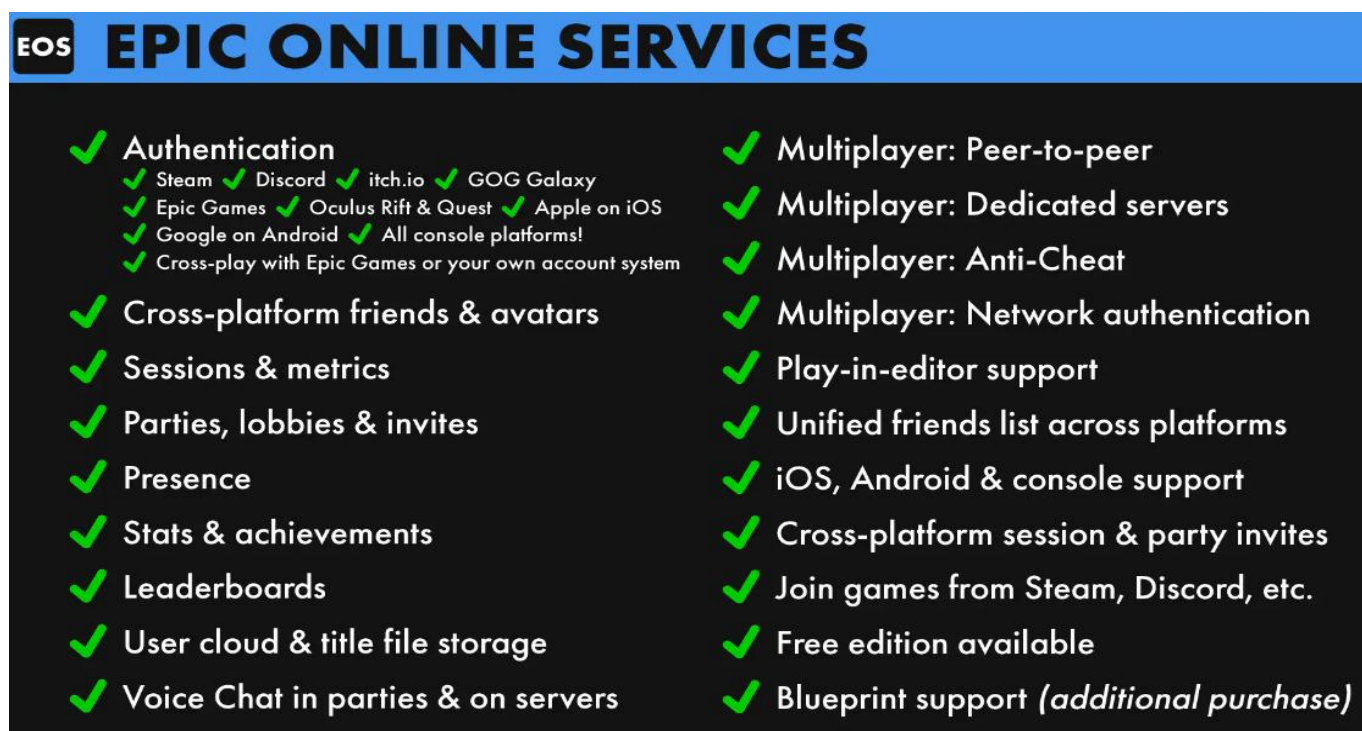 EOS EPIC ONLINE SERVICES
Authentication
Steam Discord itch.io GOG Galaxy
Epic Games Oculus Rift & Quest Apple on iOS
Google on Android All console platforms!
Cross-play with Epic Games or your own account system
Cross-platform friends & avatars
Sessions & metrics
Parties, lobbies & invites
Presence
Stats & achievements
Leaderboards
User cloud & title file storage
Voice Chat in parties & on servers
Multiplayer: Peer-to-peer
Multiplayer: Dedicated servers
Multiplayer: Anti-Cheat
Multiplayer: Network authentication
Play-in-editor support
Unified friends list across platforms
iOS, Android & console support
Cross-platform session & party invites
Join games from Steam, Discord, etc.
Free edition available
Blueprint support (additional purchase)